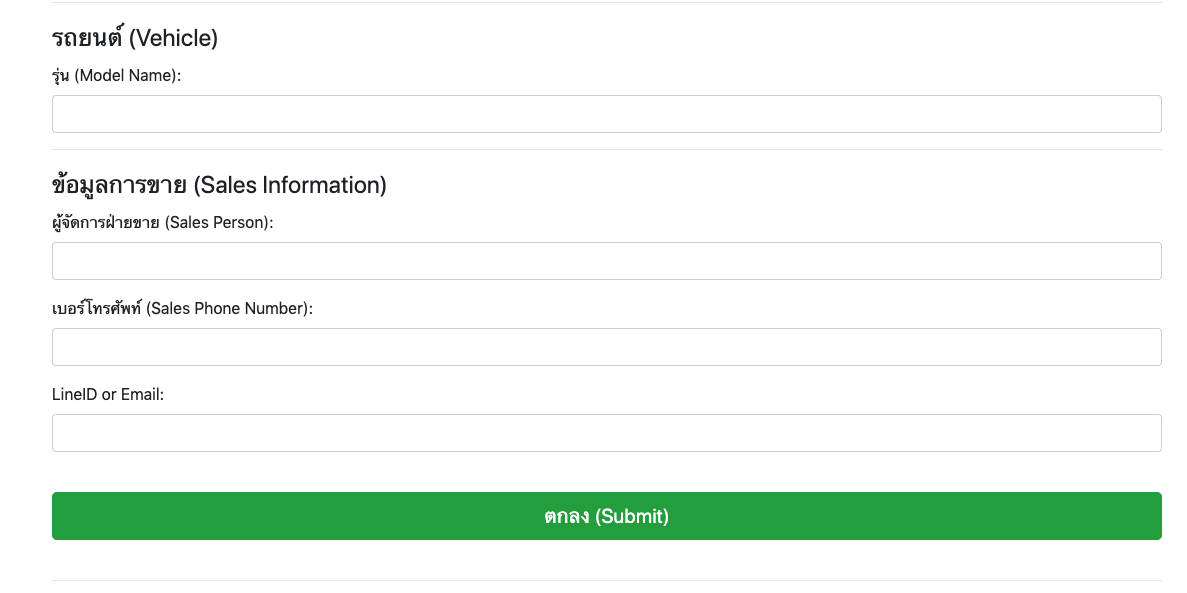 รถยนต์ (Vehicle)
รุ่น (Model Name):
ข้อมูลการขาย (Sales Information)
ผู้จัดการฝ่ายขาย (Sales Person):
เบอร์โทรศัพท์ (Sales Phone Number):
LineID or Email:
ตกลง (Submit)